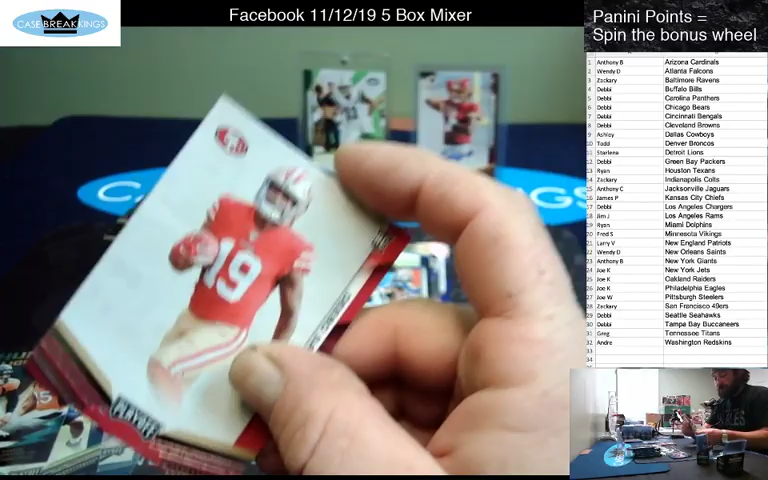 Facebook 11/12/19 5 Box Mixer
Panini Points =
Spin the bonus wheel
CASE BREAK KINGS
1 Anthony B Arizona Cardinals
2 Wendy D Atlanta Falcons
3 Zackary Baltimore Ravens
4 Debbi Buffalo Bills
5 Debbi Carolina Panthers
6 Debbi Chicago Bears
7 Debbi Cincinnati Bengals
8 Debbi Cleveland Browns
9 Ashley Dallas Cowboys
10 Todd Denver Broncos
11 Starlena Detroit Lions
12 Debbi Green Bay Packers
13 Ryan Houston Texans
14 Zackary Indianapolis Colts
15 Anthony C Jacksonville Jaguars
16 James P Kansas City Chiefs
17 Debbi Los Angeles Chargers
18 Jim J Los Angeles Rams
19 Ryan Miami Dolphins
20 Fred S Minnesota Vikings
21 Larry V New England Patriots
22 Wendy D New Orleans Saints
23 Anthony B New York Giants
24 Joe K New York Jets
25 Joe K Oakland Raiders
26 Joe K Philadelphia Eagles
27 Joe W Pittsburgh Steelers
28 Zackary San Francisco 49ers
29 Debbi Seattle Seahawks
30 Debbi Tampa Bay Buccaneers
31 Greg Tennessee Titans
32 Andre Washington Redskins
33
34
35
19
PLAYOFF